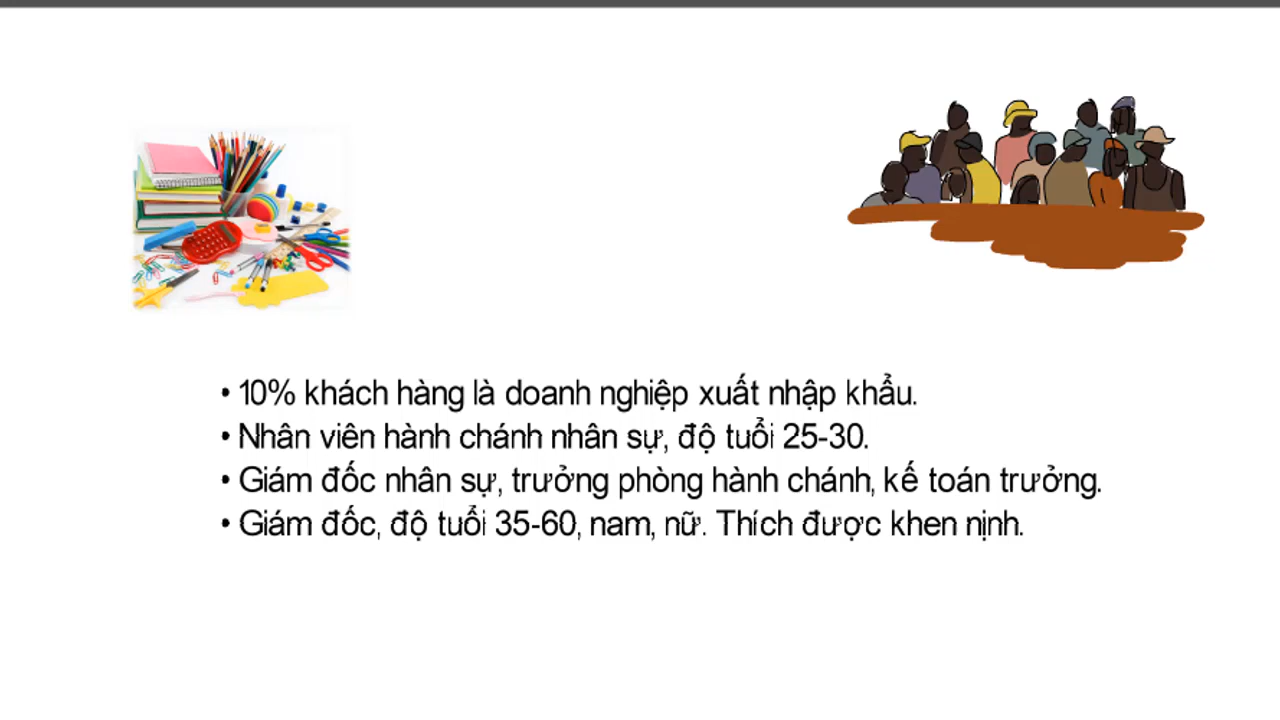 • 10% khách hàng là doanh nghiệp xuất nhập khẩu.
• Nhân viên hành chánh nhân sự, độ tuổi 25-30.
• Giám đốc nhân sự, trưởng phòng hành chánh, kế toán trưởng.
• Giám đốc, độ tuổi 35-60, nam, nữ. Thích được khen nịnh.